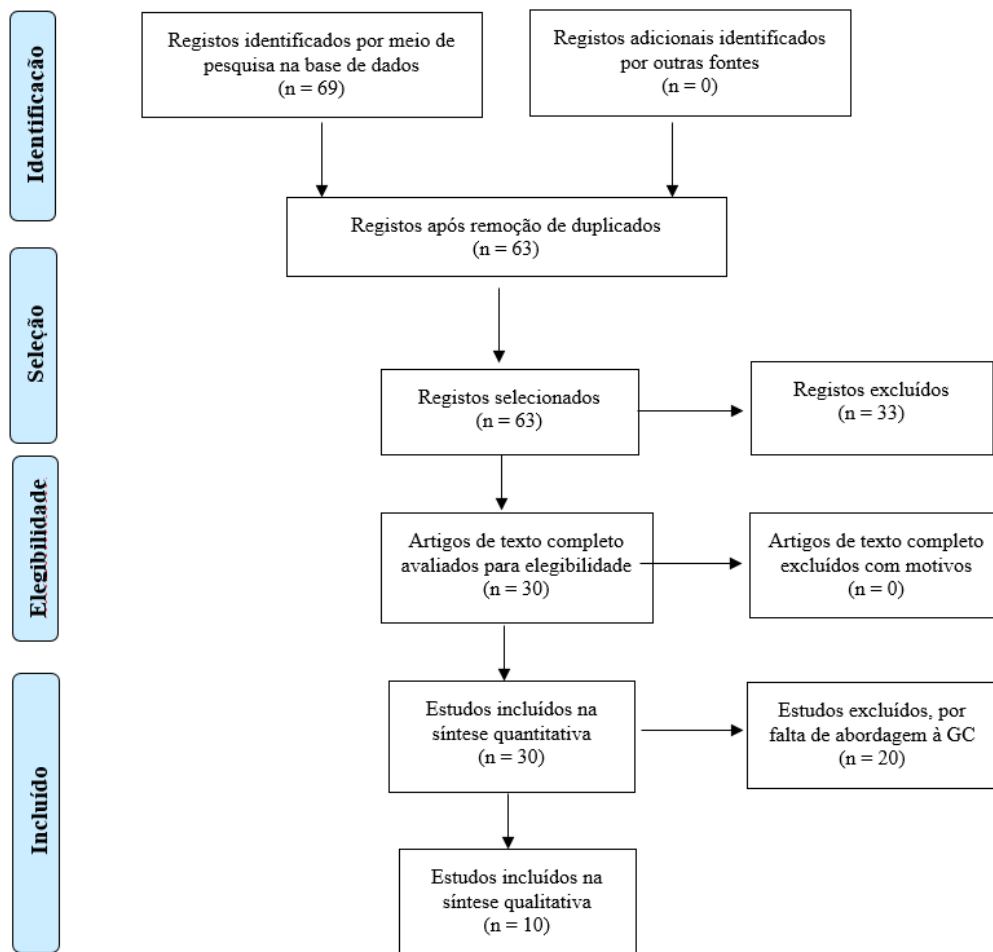 Identificação
Registos identificados por meio de
pesquisa na base de dados
(n = 69)
Registos adicionais identificados
por outras fontes
(n = 0)
Registos após remoção de duplicados
(n = 63)
Seleção
Registos selecionados
(n = 63)
Registos excluídos
(n = 33)
Elegibilidade
Artigos de texto completo
avaliados para elegibilidade
(n = 30)
Artigos de texto completo
excluídos com motivos
(n = 0)
Incluído
Estudos incluídos na
síntese quantitativa
(n = 30)
Estudos excluídos, por
falta de abordagem à GC
(n = 20)
Estudos incluídos na
síntese qualitativa
(n = 10)